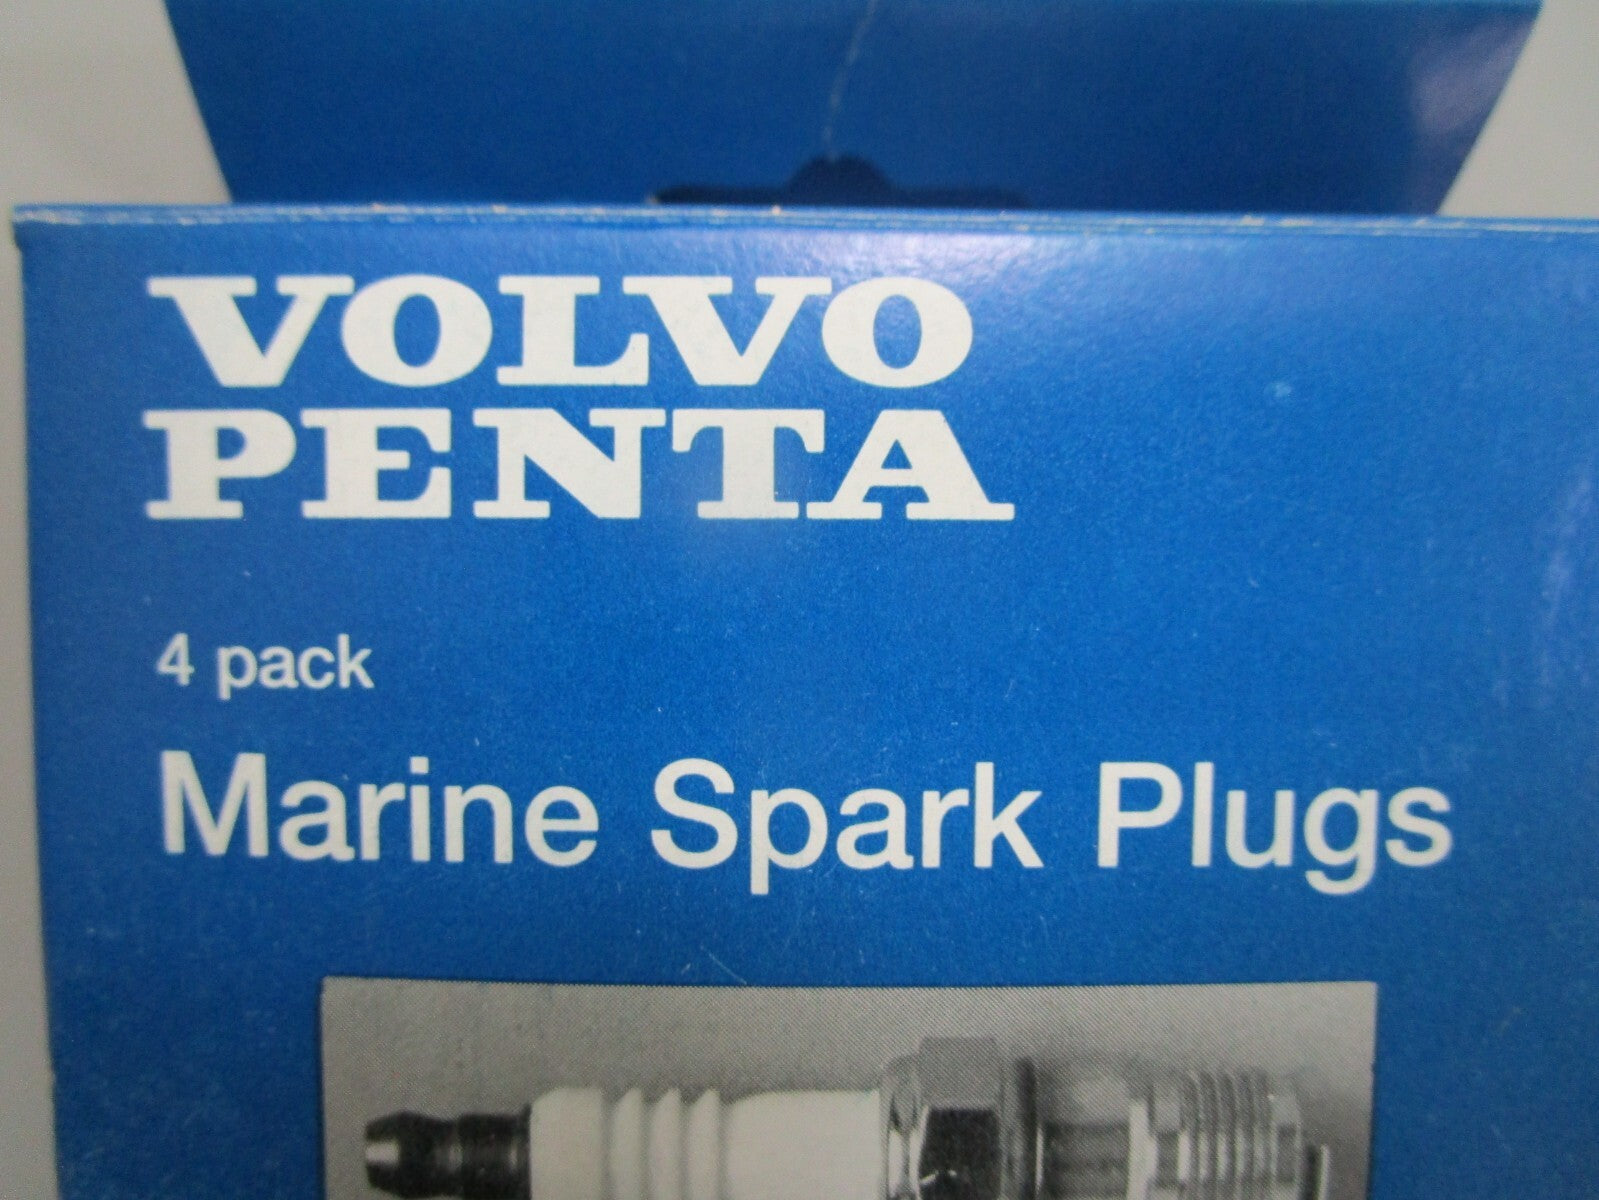 VOLVO
PENTA
4 pack
Marine Spark Plugs